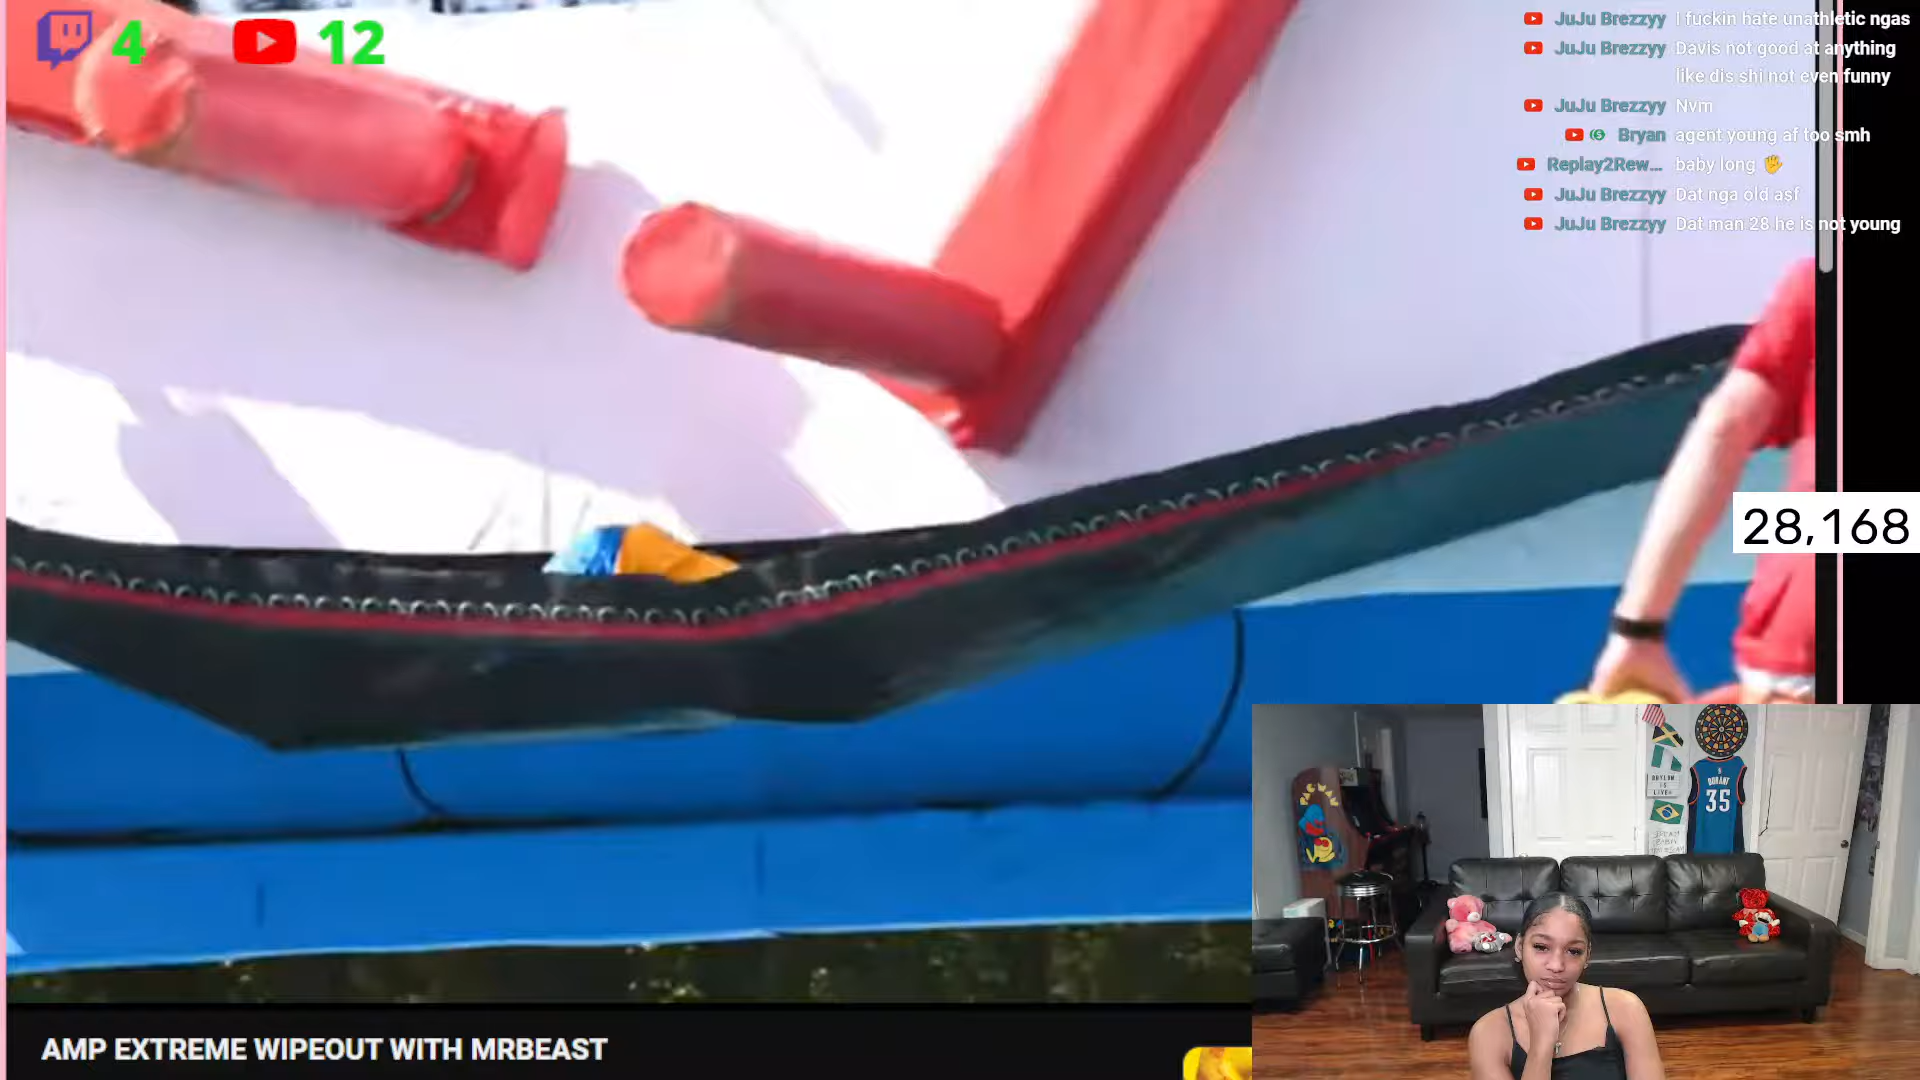 4
12
JuJu Brezzyy I fuckin hate unathletic ngas
JuJu Brezzyy Davis not good at anything
like dis shi not even funny
JuJu Brezzyy Nvm
Bryan agent young af too smh
Replay2Rew... baby long 🖐
JuJu Brezzyy Dat nga old asf
JuJu Brezzyy Dat man 28 he is not young
28,168
PAC-MAN
DURANT
35
AMP EXTREME WIPEOUT WITH MRBEAST